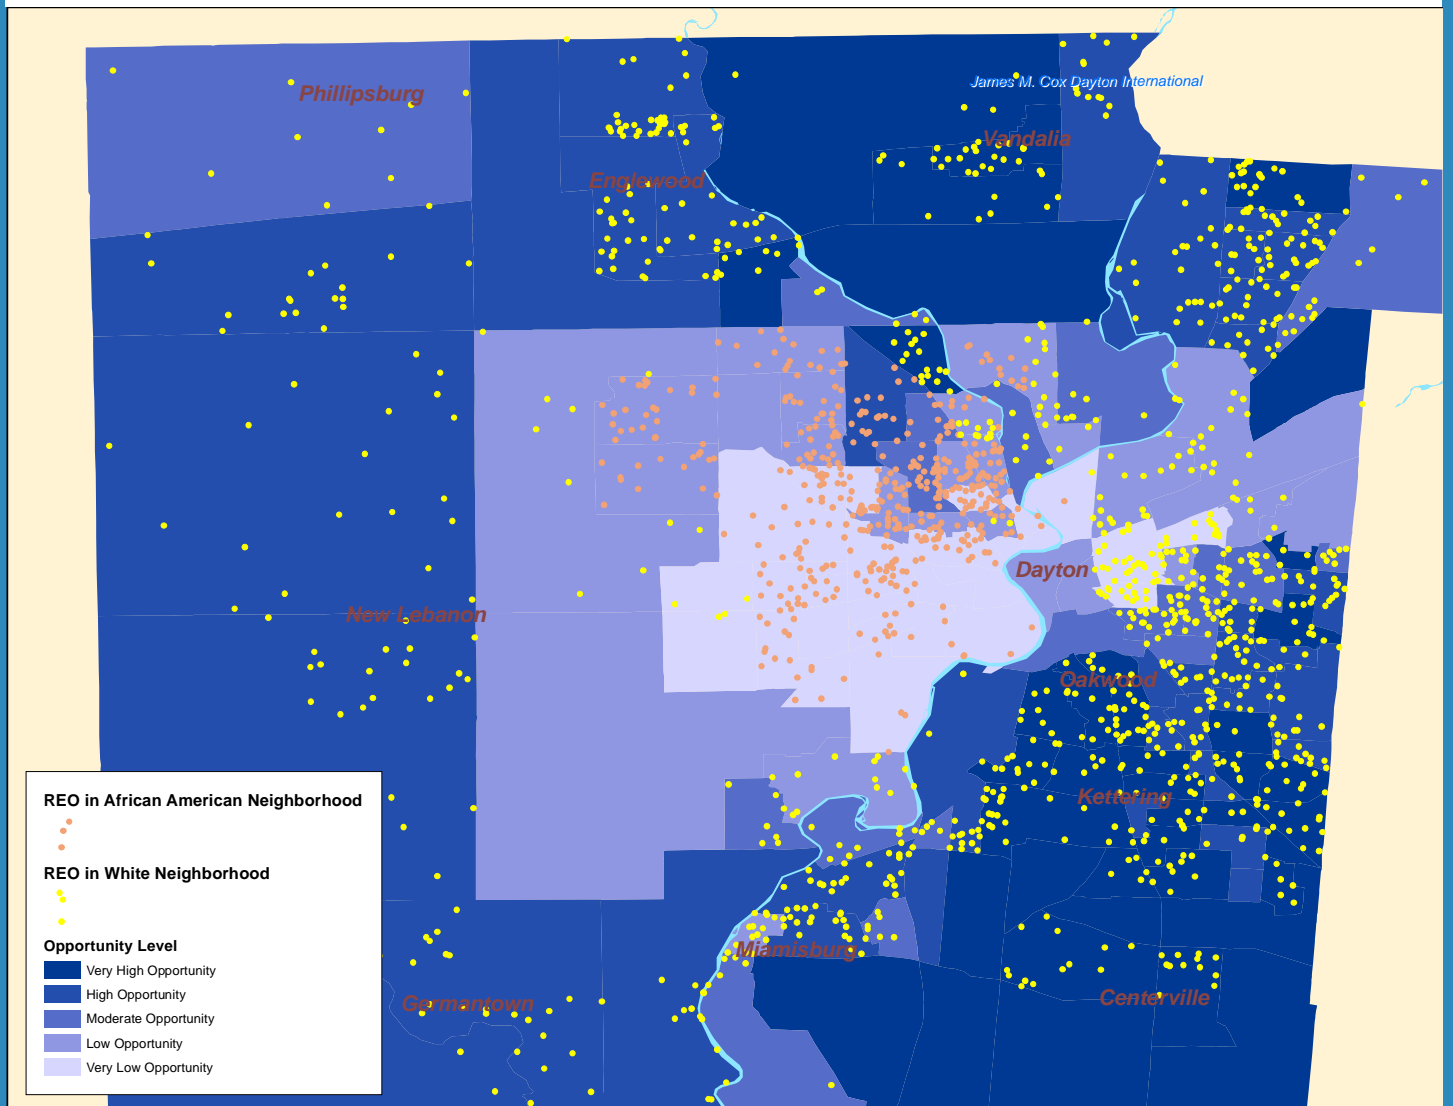 James M. Cox Dayton International
Phillipsburg
Vandalia
Englewood
Dayton
New Lebanon
Oakwood
Kettering
Miamisburg
Centerville
Germantown
REO in African American Neighborhood
REO in White Neighborhood
Opportunity Level
Very High Opportunity
High Opportunity
Moderate Opportunity
Low Opportunity
Very Low Opportunity